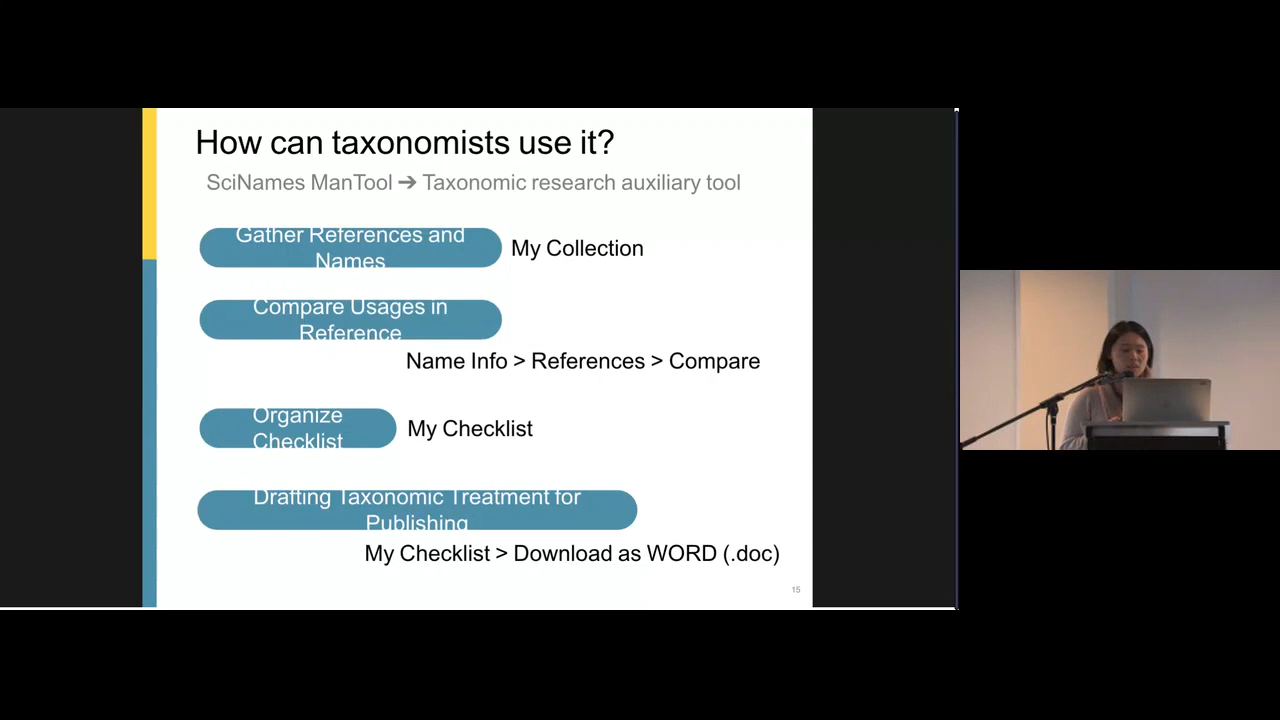 How can taxonomists use it?
SciNames ManTool ➔ Taxonomic research auxiliary tool
Gather References and
Names
My Collection
Compare Usages in
Reference
Name Info > References > Compare
Organize
Checklist
My Checklist
Drafting Taxonomic Treatment for
Publishing
My Checklist > Download as WORD (.doc)
15